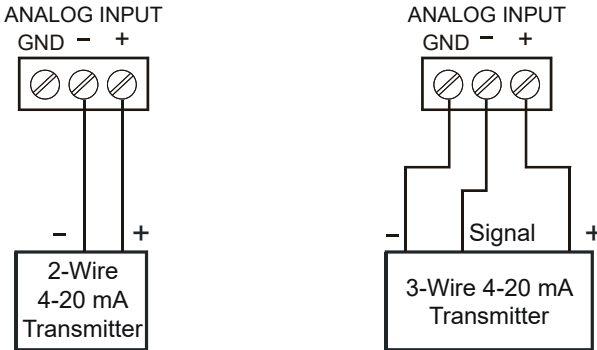 ANALOG INPUT
GND − +
− +
2-Wire
4-20 mA
Transmitter
ANALOG INPUT
GND − +
− Signal +
3-Wire 4-20 mA
Transmitter